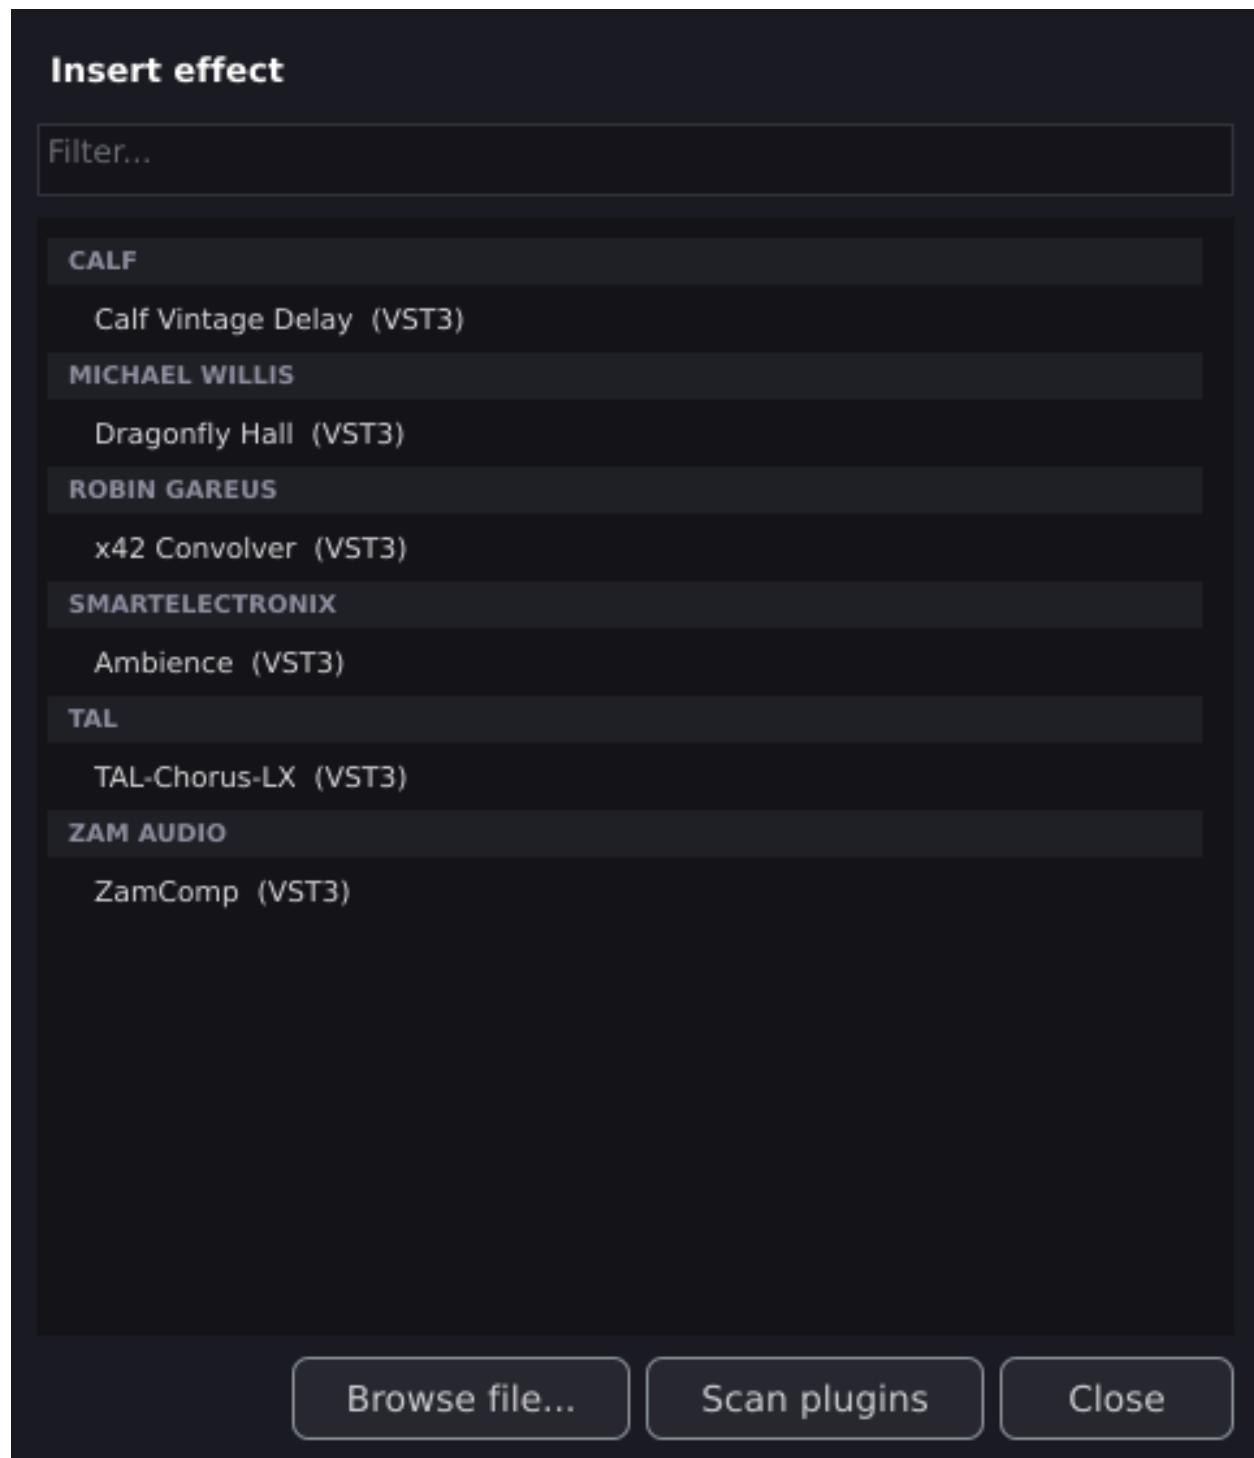 Insert effect
Filter...
CALF
Calf Vintage Delay (VST3)
MICHAEL WILLIS
Dragonfly Hall (VST3)
ROBIN GAREUS
x42 Convolver (VST3)
SMARTELECTRONIX
Ambience (VST3)
TAL
TAL-Chorus-LX (VST3)
ZAM AUDIO
ZamComp (VST3)
Browse file... Scan plugins Close